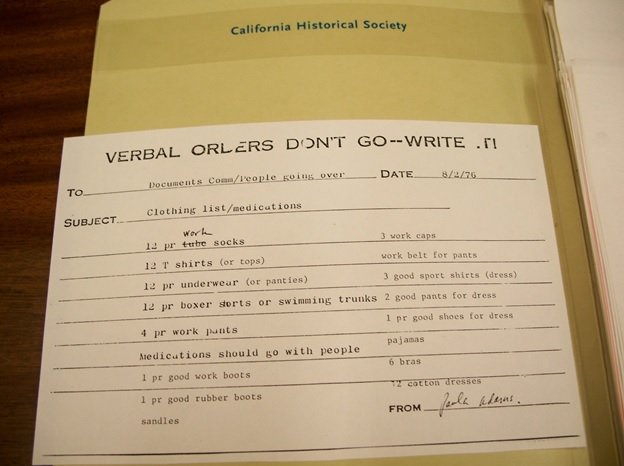 California Historical Society
VERBAL ORLERS DON'T GO--WRITE .TI
TO Documents Comm/People going over DATE 8/2/76
SUBJECT Clothing list/medications
work
12 pr tube socks
12 T shirts (or tops)
12 pr underwear (or panties)
12 pr boxer shorts or swimming trunks
4 pr work pants
Medications should go with people
1 pr good work boots
1 pr good rubber boots
sandles
3 work caps
work belt for pants
3 good sport shirts (dress)
2 good pants for dress
1 pr good shoes for dress
pajamas
6 bras
12 cotton dresses
FROM Paula Adams.